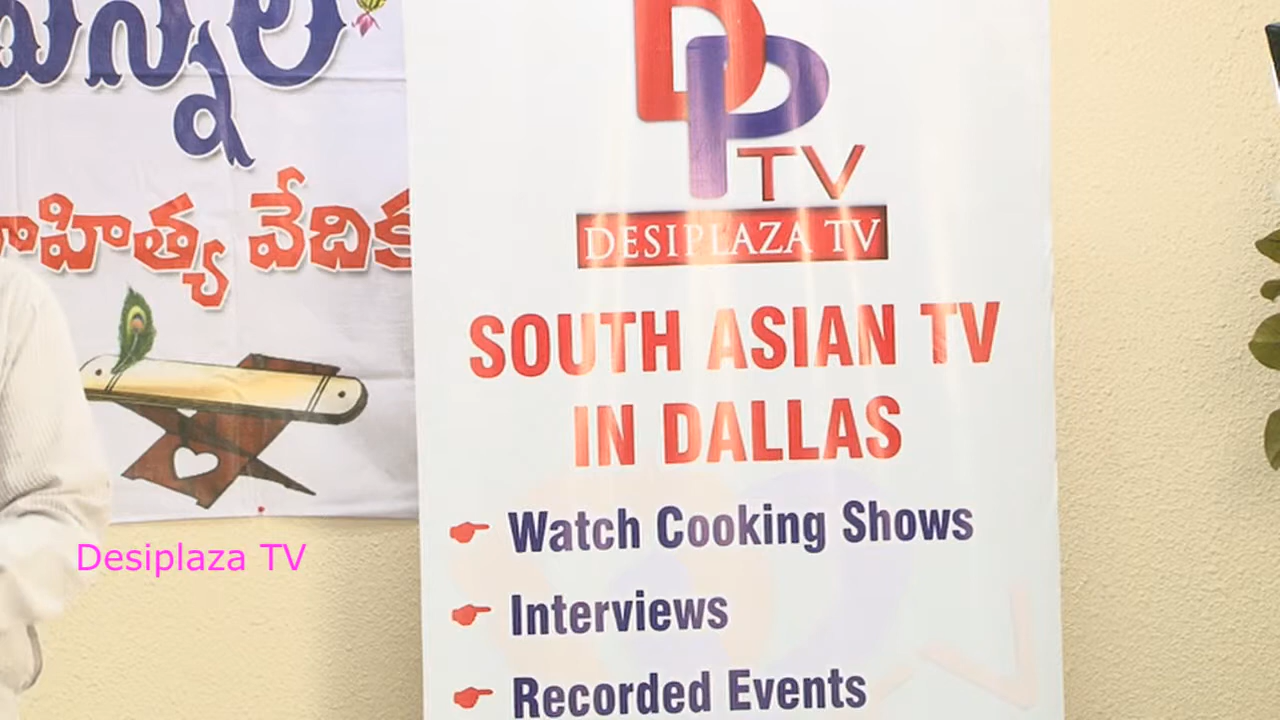 వేదిక
DP
TV
DESIPLAZA TV
SOUTH ASIAN TV
IN DALLAS
Watch Cooking Shows
Interviews
Recorded Events
Desiplaza TV